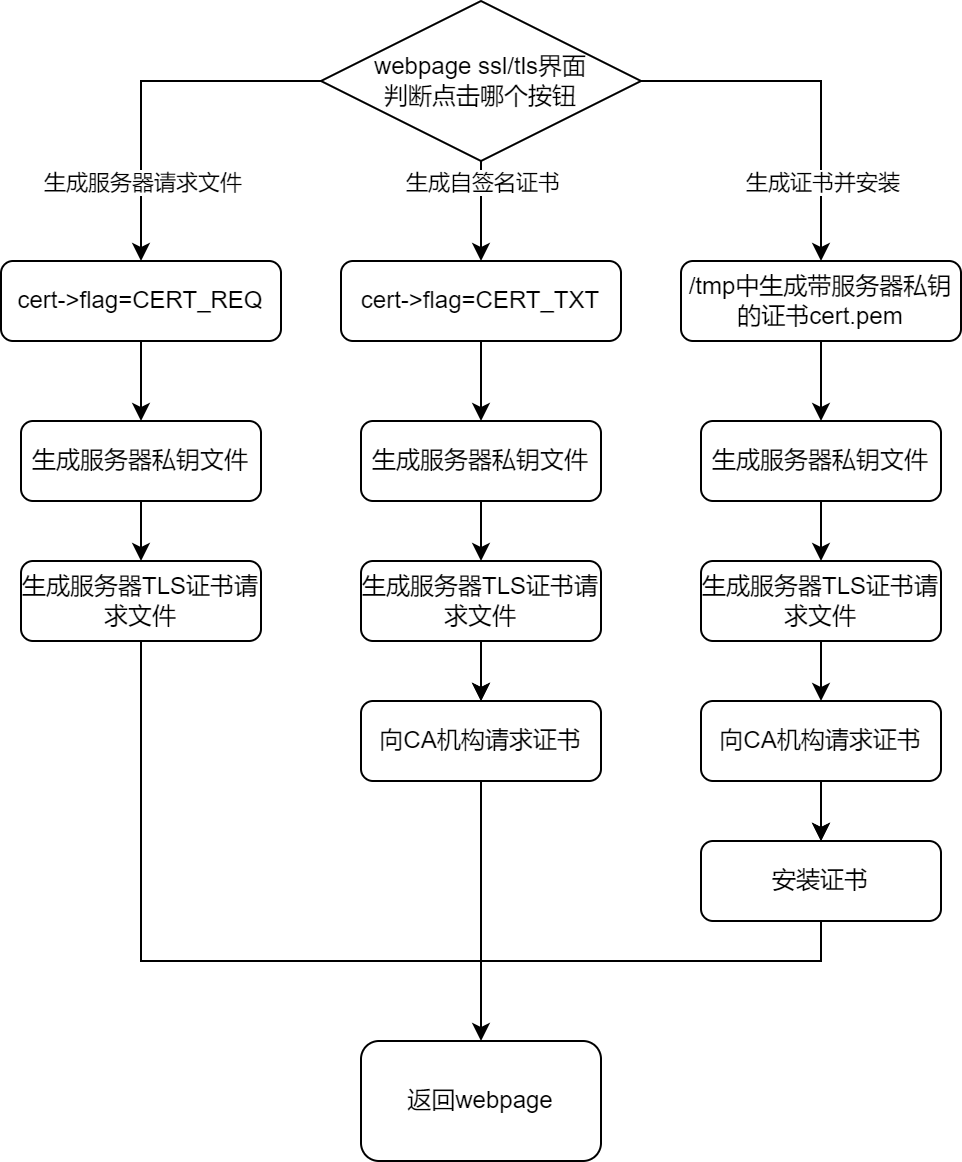 webpage ssl/tls界面
判断点击哪个按钮
生成服务器请求文件
生成自签名证书
生成证书并安装
cert->flag=CERT_REQ
cert->flag=CERT_TXT
/tmp中生成带服务器私钥
的证书cert.pem
生成服务器私钥文件
生成服务器私钥文件
生成服务器私钥文件
生成服务器TLS证书请
求文件
生成服务器TLS证书请
求文件
生成服务器TLS证书请
求文件
向CA机构请求证书
向CA机构请求证书
安装证书
返回webpage